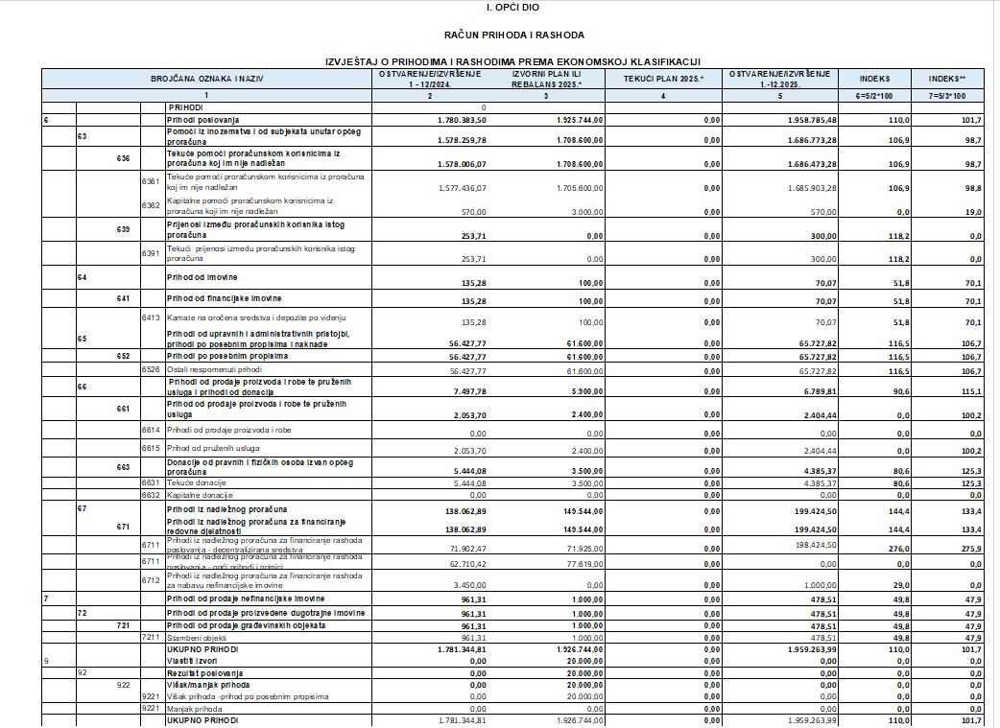 I. OPĆI DIO
RAČUN PRIHODA I RASHODA
IZVJEŠTAJ O PRIHODIMA I RASHODIMA PREMA EKONOMSKOJ KLASIFIKACIJI
BROJČANA OZNAKA I NAZIV OSTVARENJE/IZVRŠENJE 1 - 12/2024. IZVORNI PLAN ILI REBALANS 2025.* TEKUĆI PLAN 2025.* OSTVARENJE/IZVRŠENJE 1.-12.2025. INDEKS INDEKS**
1 2 3 4 5 6=5/2*100 7=5/3*100
PRIHODI 0
6 Prihodi poslovanja 1.780.383,50 1.925.744,00 0,00 1.958.785,48 110,0 101,7
63 Pomoći iz inozemstva i od subjekata unutar općeg
proračuna 1.578.259,78 1.708.600,00 0,00 1.686.773,28 106,9 98,7
636 Tekuće pomoći proračunskom korisnicima iz
proračuna koj im nije nadležan 1.578.006,07 1.708.600,00 0,00 1.686.473,28 106,9 98,7
6361 Tekuće pomoći proračunskom korisnicima iz proračuna
koj im nije nadležan 1.577.436,07 1.705.600,00 0,00 1.685.903,28 106,9 98,8
6362 Kapitalne pomoći proračunskom korisnicima iz
proračuna koji im nije nadležan 570,00 3.000,00 0,00 570,00 0,0 19,0
639 Prijenosi između proračunskih korisnika istog
proračuna 253,71 0,00 0,00 300,00 118,2 0,0
6391 Tekući prijenosi izmeđ̵u proračunskih korisnika istog
proračuna 253,71 0,00 0,00 300,00 118,2 0,0
64 Prihod od imovine 135,28 100,00 0,00 70,07 51,8 70,1
641 Prihod od financijske imovine 135,28 100,00 0,00 70,07 51,8 70,1
6413 Kamate na oročena sredstva i depozite po viđenju 135,28 100,00 0,00 70,07 51,8 70,1
65 Prihodi od upravnih i administrativnih pristojbi,
prihodi po posebnim propisima i naknade 56.427,77 61.600,00 0,00 65.727,82 116,5 106,7
652 Prihodi po posebnim propisima 56.427,77 61.600,00 0,00 65.727,82 116,5 106,7
6526 Ostali nespomenuti prihodi 56.427,77 61.600,00 0,00 65.727,82 116,5 106,7
66 Prihodi od prodaje proizvoda i robe te pruženih
usluga i prihodi od donacija 7.497,78 5.900,00 0,00 6.789,81 90,6 115,1
661 Prihod od prodaje proizvoda i robe te pruženih
usluga 2.053,70 2.400,00 0,00 2.404,44 0,0 100,2
6614 Prihodi od prodaje proizvoda i robe 0,00 0,00 0,00 0,00 0,0 0,0
6615 Prihod od pruženih usluga 2.053,70 2.400,00 0,00 2.404,44 0,0 100,2
663 Donacije od pravnih i fizičkih osoba izvan općeg
proračuna 5.444,08 3.500,00 0,00 4.385,37 80,6 125,3
6631 Tekuće donacije 5.444,08 3.500,00 0,00 4.385,37 80,6 125,3
6632 Kapitalne donacije 0,00 0,00 0,00 0,00 0,0 0,0
67 Prihodi iz nadležnog proračuna 138.062,89 149.544,00 0,00 199.424,50 144,4 133,4
671 Prihodi iz nadležnog proračuna za financiranje
redovne djelatnosti 138.062,89 149.544,00 0,00 199.424,50 144,4 133,4
6711 Prihodi iz nadležnog proračuna za financiranje rashoda
poslovanja - decentralizirana sredstva 71.902,47 71.925,00 0,00 198.424,50 276,0 275,9
6711 Prihodi iz nadležnog proračuna za financiranje rashoda
poslovanja - opći prihodi i primici 62.710,42 77.619,00 0,00 0,00 0,0 0,0
6712 Prihodi iz nadležnog proračuna za financiranje rashoda
za nabavu nefinancijske imovine 3.450,00 0,00 0,00 1.000,00 29,0 0,0
7 Prihodi od prodaje nefinancijske imovine 961,31 1.000,00 0,00 478,51 49,8 47,9
72 Prihodi od prodaje proizvedene dugotrajne imovine 961,31 1.000,00 0,00 478,51 49,8 47,9
721 Prihodi od prodaje građevinskih objekata 961,31 1.000,00 0,00 478,51 49,8 47,9
7211 Stambeni objekti 961,31 1.000,00 0,00 478,51 49,8 47,9
UKUPNO PRIHODI 1.781.344,81 1.926.744,00 0,00 1.959.263,99 110,0 101,7
9 Vlastiti izvori 0,00 20.000,00 0,00 0,00 0,0 0,0
92 Rezultat poslovanja 0,00 20.000,00 0,00 0,00 0,0 0,0
922 Višak/manjak prihoda 0,00 20.000,00 0,00 0,00 0,0 0,0
9221 Višak prihoda -prihod po posebnim propisima 0,00 20.000,00 0,00 0,00 0,0 0,0
9221 Manjak prihoda 0,00 0,00 0,00 0,00 0,0 0,0
UKUPNO PRIHODI 1.781.344,81 1.926.744,00 0,00 1.959.263,99 110,0 101,7